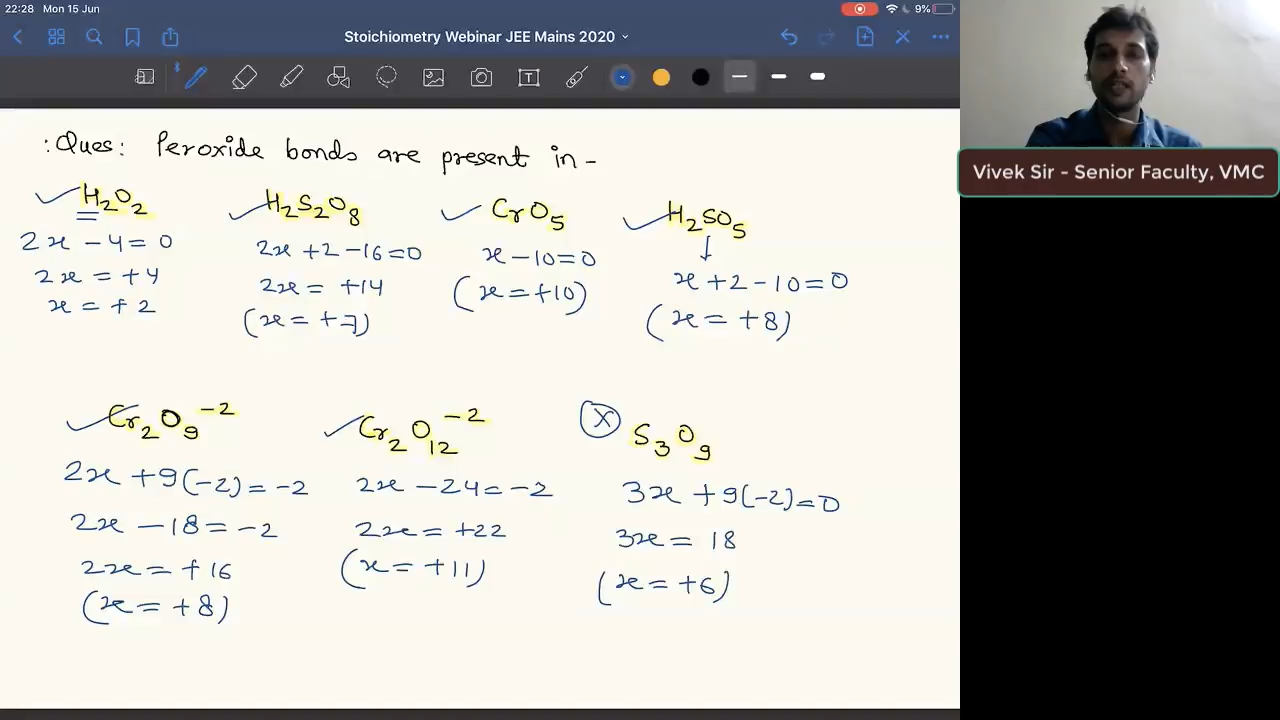 22:28 Mon 15 Jun
9%
Stoichiometry Webinar JEE Mains 2020
T
:Ques: Peroxide bonds are present in -
H₂O₂
2x - 4 = 0
2x = +4
x = +2
H₂S₂O₈
2x + 2 - 16 = 0
2x = +14
(x = +7)
CrO₅
x - 10 = 0
(x = +10)
H₂SO₅
x + 2 - 10 = 0
(x = +8)
Cr₂O₉⁻²
2x + 9(-2) = -2
2x - 18 = -2
2x = +16
(x = +8)
Cr₂O₁₂⁻²
2x - 24 = -2
2x = +22
(x = +11)
X S₃O₉
3x + 9(-2) = 0
3x = 18
(x = +6)
Vivek Sir - Senior Faculty, VMC